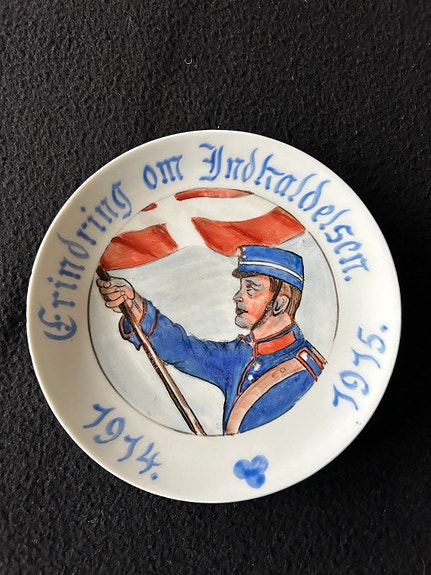 Erindring om Indkaldelsen.
1914. 1915.